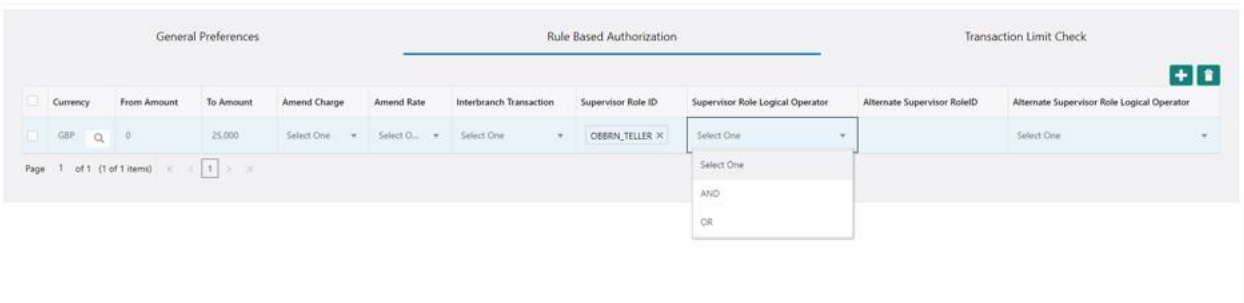 General Preferences Rule Based Authorization Transaction Limit Check
Currency From Amount To Amount Amend Charge Amend Rate Interbranch Transaction Supervisor Role ID Supervisor Role Logical Operator Alternate Supervisor RoleID Alternate Supervisor Role Logical Operator
GBP 0 25,000 Select One Select O... Select One OBBRN_TELLER × Select One Select One
Page 1 of 1 (1 of 1 items) K < 1 > >|
Select One
AND
OR